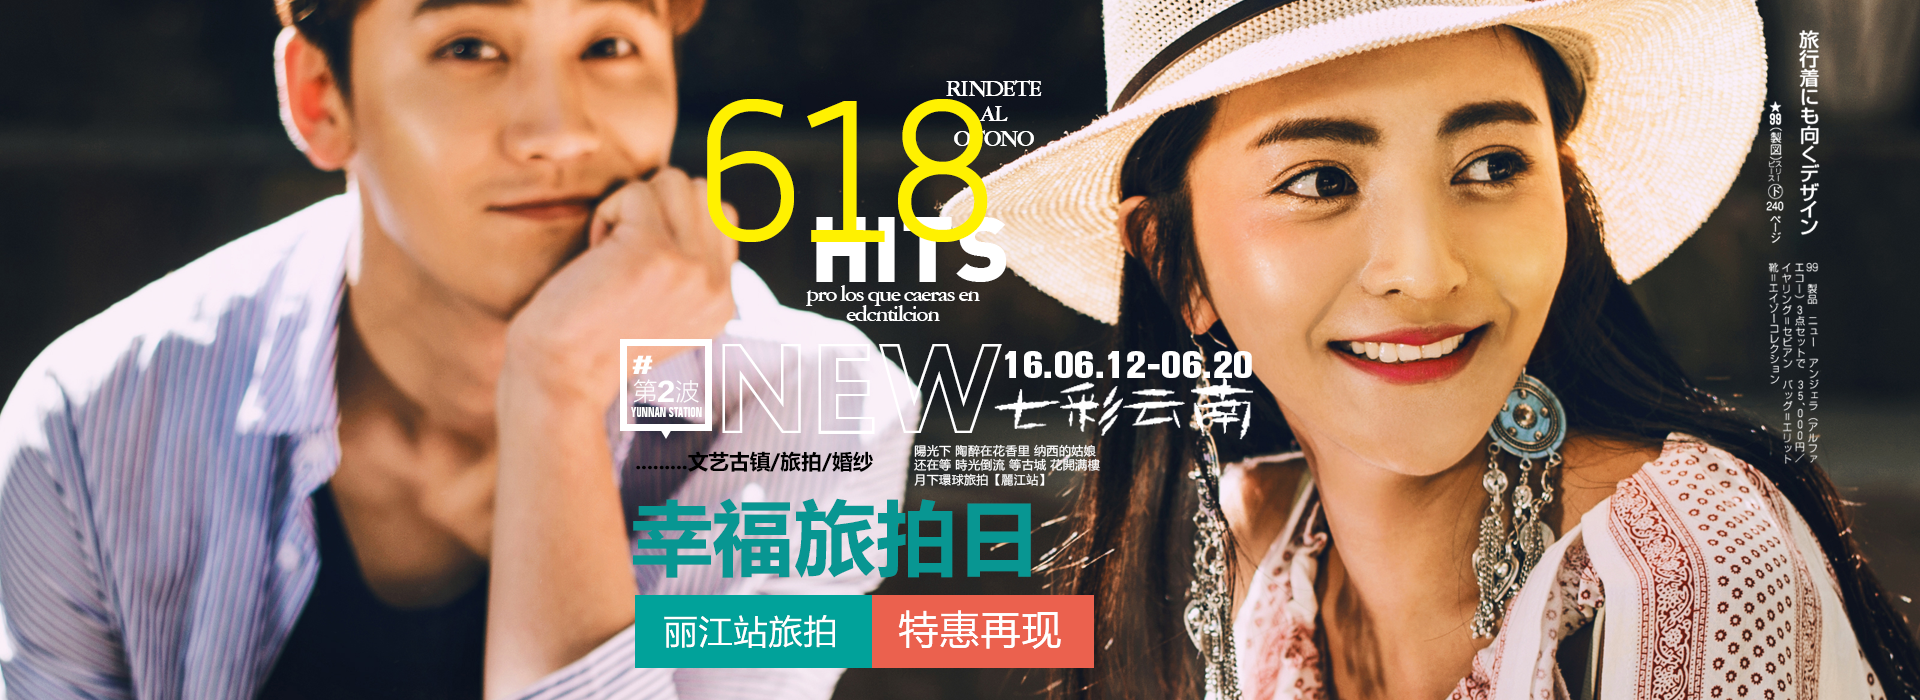 RINDETE
AL
OTONO
618
HITS
pro los que caeras en
edcntilcion
#
第2波
YUNNAN STATION
NEW
16.06.12-06.20
七彩云南
.........文艺古镇/旅拍/婚纱
陽光下 陶醉在花香里 纳西的姑娘
还在等 時光倒流 等古城 花開满樓
月下環球旅拍【麗江站】
幸福旅拍日
丽江站旅拍
特惠再现
旅行着にも向くデザイン
★99(製図)スリーピース ド240 ページ
99 製品 ニュー アンジェラ (アルファ
エコー) 3点セットで 35,000円/
イヤリング=セビアン バッグ=エリット
靴=エイゾーコレクション